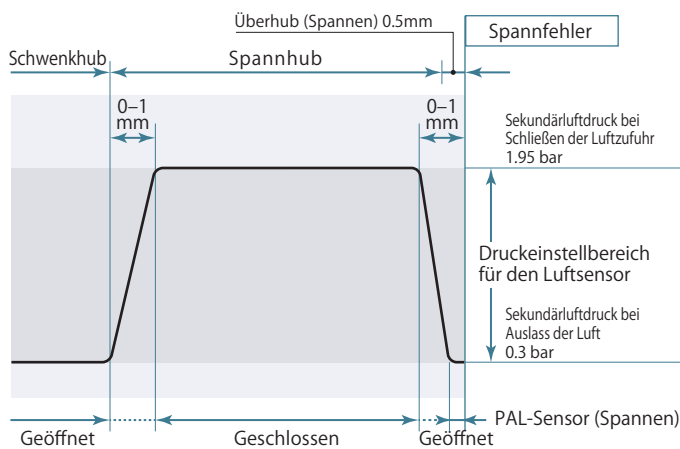 Überhub (Spannen) 0.5mm
Spannfehler
Schwenkhub
Spannhub
0–1
mm
0–1
mm
Sekundärluftdruck bei
Schließen der Luftzufuhr
1.95 bar
Druckeinstellbereich
für den Luftsensor
Sekundärluftdruck bei
Auslass der Luft
0.3 bar
PAL-Sensor (Spannen)
Geöffnet
Geschlossen
Geöffnet